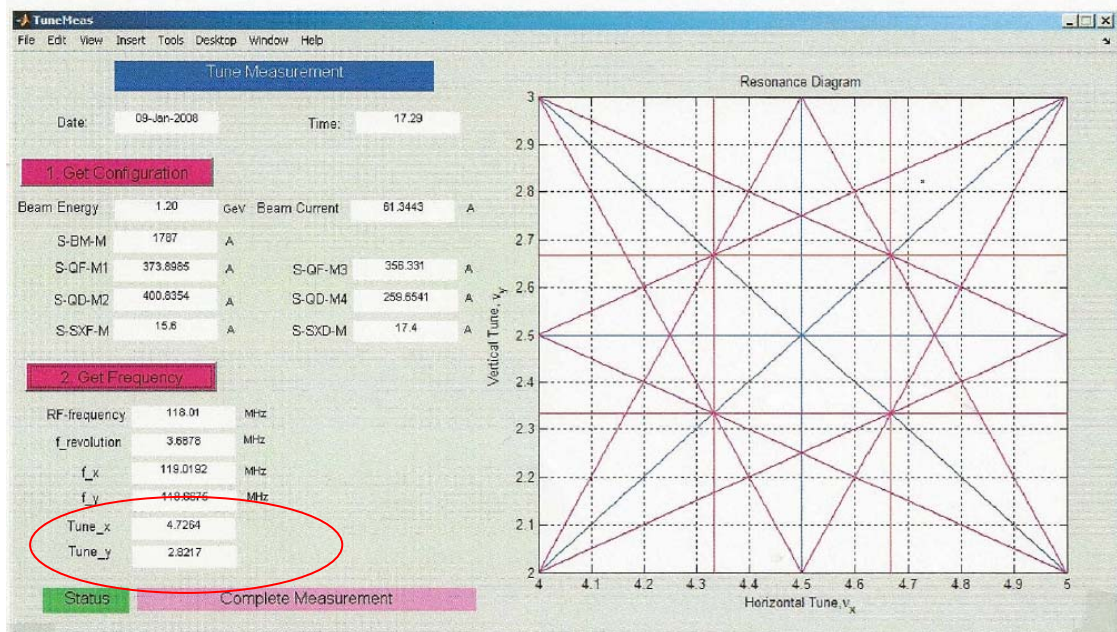 TuneMeas
File Edit View Insert Tools Desktop Window Help
Tune Measurement
Date: 09-Jan-2008 Time: 17.29
1. Get Configuration
Beam Energy 1.20 GeV Beam Current 61.3443 A
S-BM-M 1787 A
S-QF-M1 373.8985 A S-QF-M3 356.331 A
S-QD-M2 400.8354 A S-QD-M4 259.6541 A
S-SXF-M 15.6 A S-SXD-M 17.4 A
2. Get Frequency
RF-frequency 118.01 MHz
f_revolution 3.6878 MHz
f_x 119.0192 MHz
f_y MHz
Tune_x 4.7264
Tune_y 2.8217
Status Complete Measurement
Resonance Diagram
3
2.9
2.8
2.7
2.6
2.5
2.4
2.3
2.2
2.1
2
Vertical Tune, νy
4 4.1 4.2 4.3 4.4 4.5 4.6 4.7 4.8 4.9 5
Horizontal Tune,νx